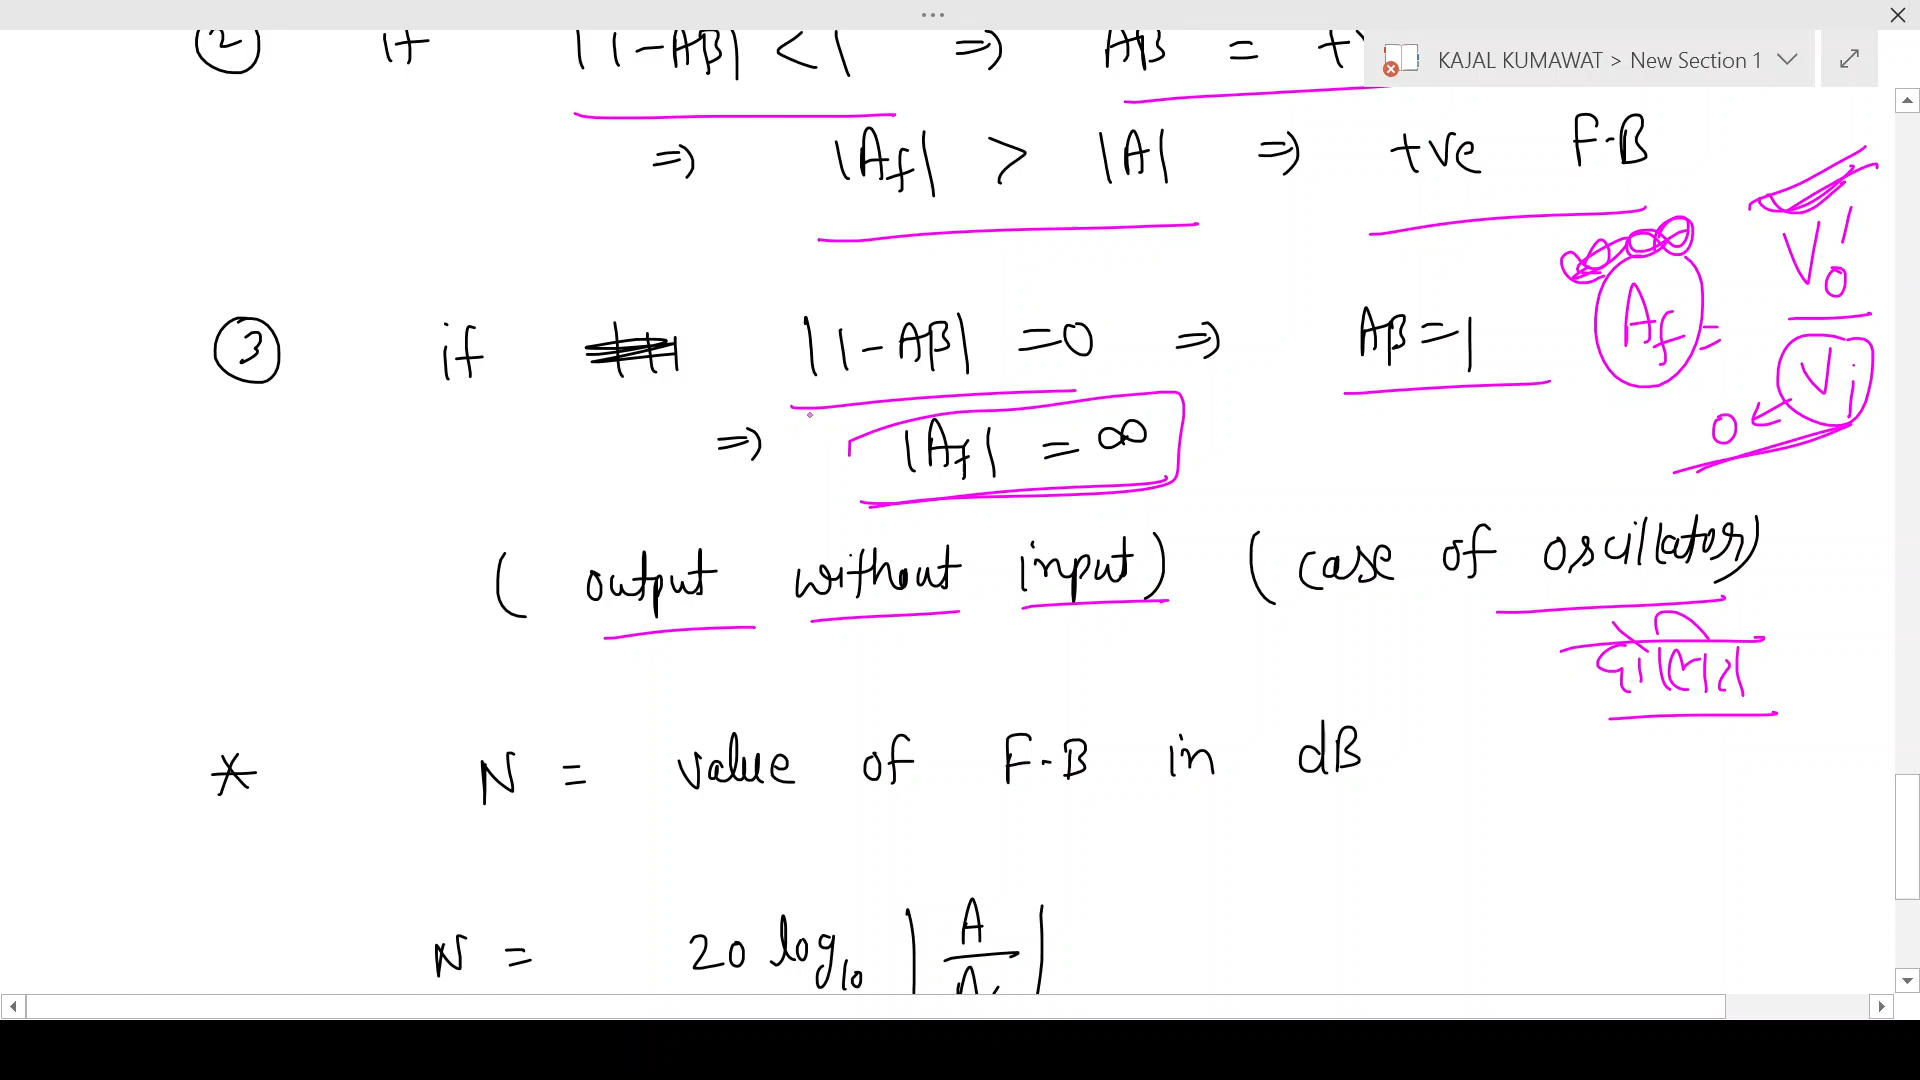 KAJAL KUMAWAT > New Section 1
② if |1-Aβ| < 1 ⇒ Aβ = +v
⇒ |Af| > |A| ⇒ +ve F-B
③ if |1-Aβ| =0 ⇒ Aβ=1
Af = Vo' / Vi
0
⇒ |Af| = ∞
( output without input) ( case of oscillator)
दोलित्र
* N = value of F-B in dB
N = 20 log10 | A